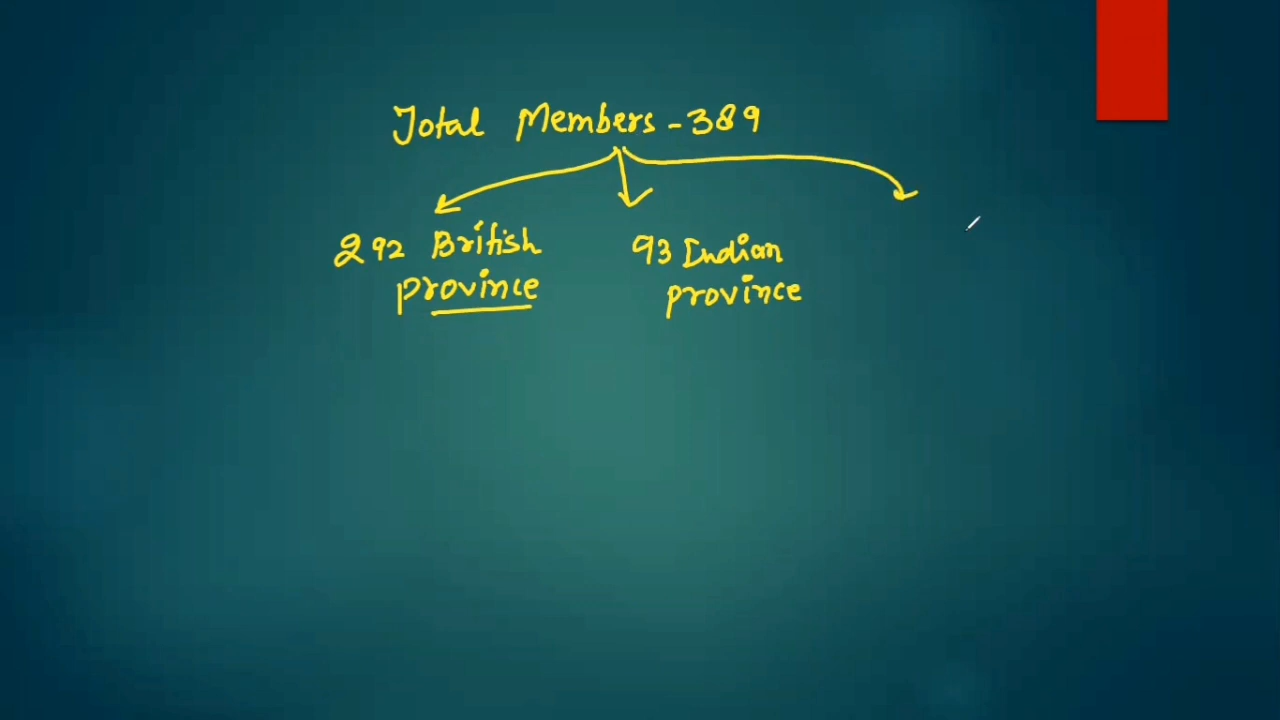 Total Members - 389
292 British
province
93 Indian
province